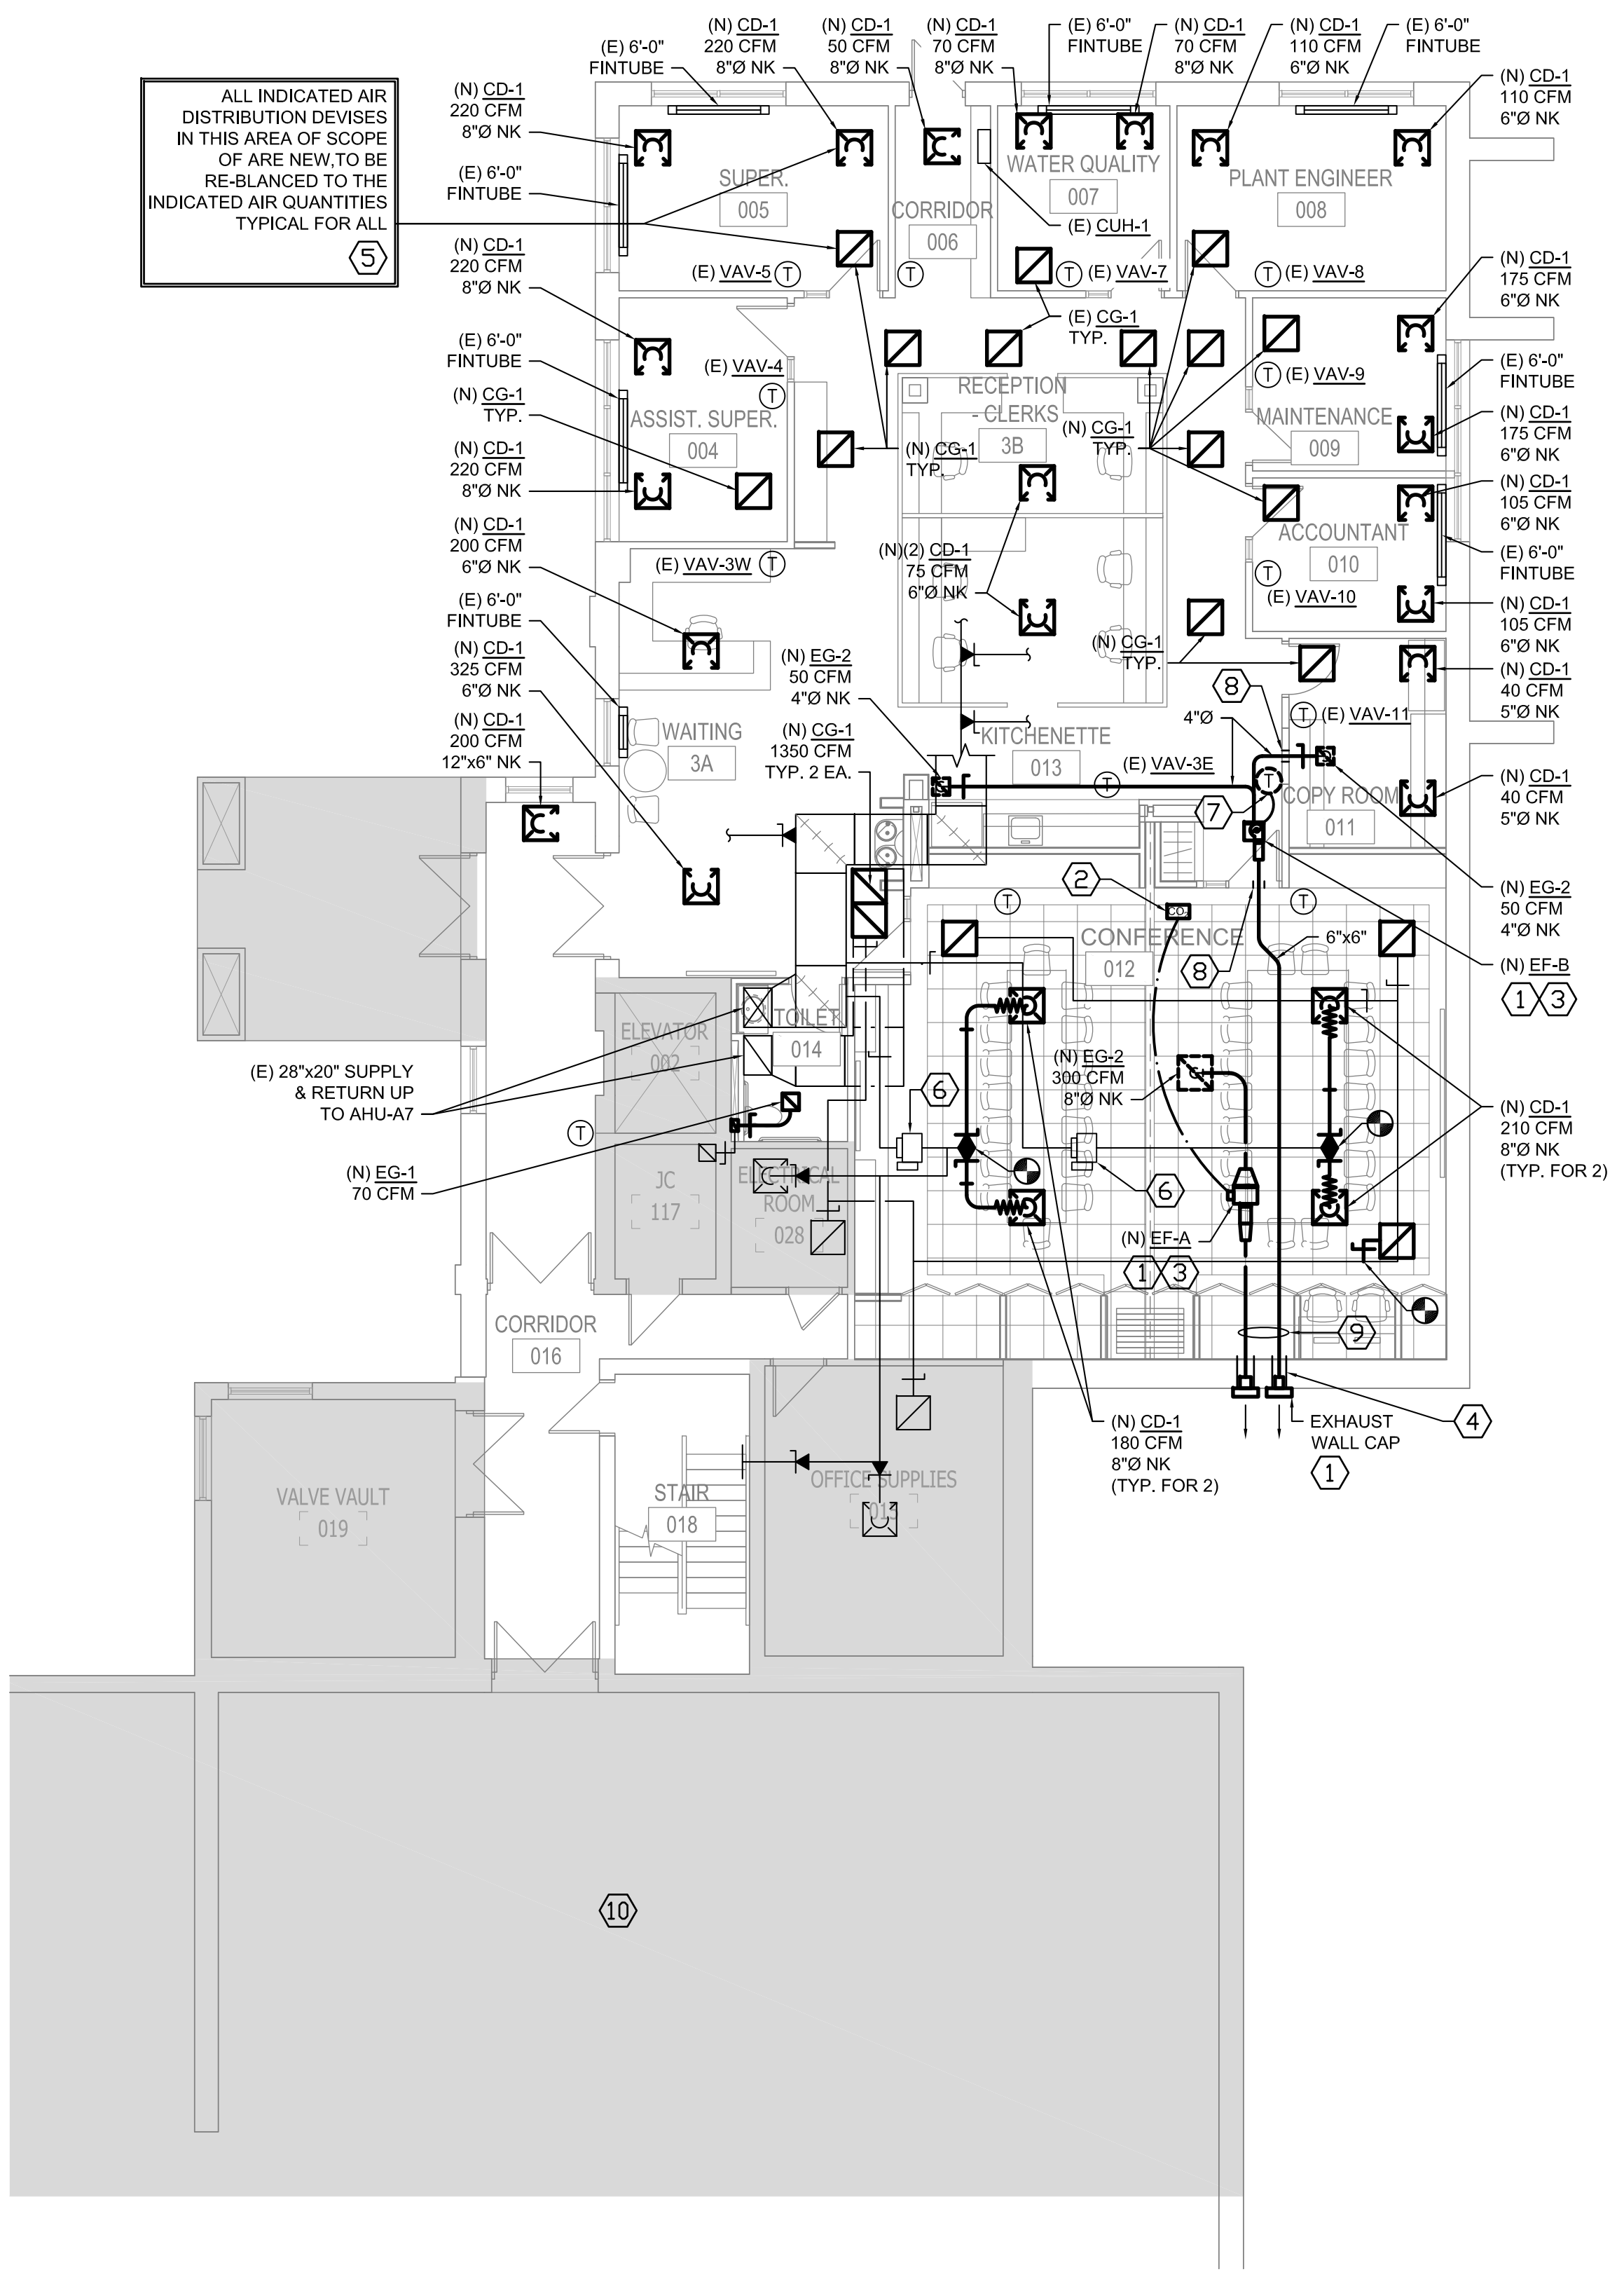 ALL INDICATED AIR
DISTRIBUTION DEVISES
IN THIS AREA OF SCOPE
OF ARE NEW,TO BE
RE-BLANCED TO THE
INDICATED AIR QUANTITIES
TYPICAL FOR ALL
5
(N) CD-1
220 CFM
8"Ø NK
(E) 6'-0"
FINTUBE
(N) CD-1
220 CFM
8"Ø NK
(N) CD-1
50 CFM
8"Ø NK
(N) CD-1
70 CFM
8"Ø NK
(E) 6'-0"
FINTUBE
(N) CD-1
70 CFM
8"Ø NK
(N) CD-1
110 CFM
6"Ø NK
(E) 6'-0"
FINTUBE
(N) CD-1
110 CFM
6"Ø NK
(E) 6'-0"
FINTUBE
SUPER.
005
CORRIDOR
006
WATER QUALITY
007
PLANT ENGINEER
008
(E) CUH-1
(E) VAV-5
T
T
T
(E) VAV-7
T
(E) VAV-8
(N) CD-1
220 CFM
8"Ø NK
(N) CD-1
175 CFM
6"Ø NK
(E) CG-1
TYP.
(E) 6'-0"
FINTUBE
(E) VAV-4
T
T
(E) VAV-9
(E) 6'-0"
FINTUBE
(N) CG-1
TYP.
ASSIST. SUPER.
004
RECEPTION
- CLERKS
3B
MAINTENANCE
009
(N) CD-1
175 CFM
6"Ø NK
(N) CD-1
220 CFM
8"Ø NK
(N) CG-1
TYP.
(N) CG-1
TYP.
(N) CD-1
105 CFM
6"Ø NK
(N) CD-1
200 CFM
6"Ø NK
(E) VAV-3W
T
(N)(2) CD-1
75 CFM
6"Ø NK
ACCOUNTANT
010
T
(E) VAV-10
(E) 6'-0"
FINTUBE
(E) 6'-0"
FINTUBE
(N) CD-1
105 CFM
6"Ø NK
(N) CD-1
325 CFM
6"Ø NK
(N) EG-2
50 CFM
4"Ø NK
(N) CG-1
TYP.
(N) CD-1
40 CFM
5"Ø NK
8
4"Ø
T
(E) VAV-11
(N) CD-1
200 CFM
12"x6" NK
WAITING
3A
(N) CG-1
1350 CFM
TYP. 2 EA.
KITCHENETTE
013
(E) VAV-3E
T
T
7
COPY ROOM
011
(N) CD-1
40 CFM
5"Ø NK
2
CO2
T
T
(N) EG-2
50 CFM
4"Ø NK
CONFERENCE
012
8
6"x6"
(N) EF-B
1
3
ELEVATOR
002
TOILET
014
(E) 28"x20" SUPPLY
& RETURN UP
TO AHU-A7
(N) EG-2
300 CFM
8"Ø NK
6
T
(N) CD-1
210 CFM
8"Ø NK
(TYP. FOR 2)
(N) EG-1
70 CFM
JC
117
ELECTRICAL
ROOM
028
6
(N) EF-A
1
3
CORRIDOR
016
9
(N) CD-1
180 CFM
8"Ø NK
(TYP. FOR 2)
EXHAUST
WALL CAP
1
4
VALVE VAULT
019
STAIR
018
OFFICE SUPPLIES
015
10